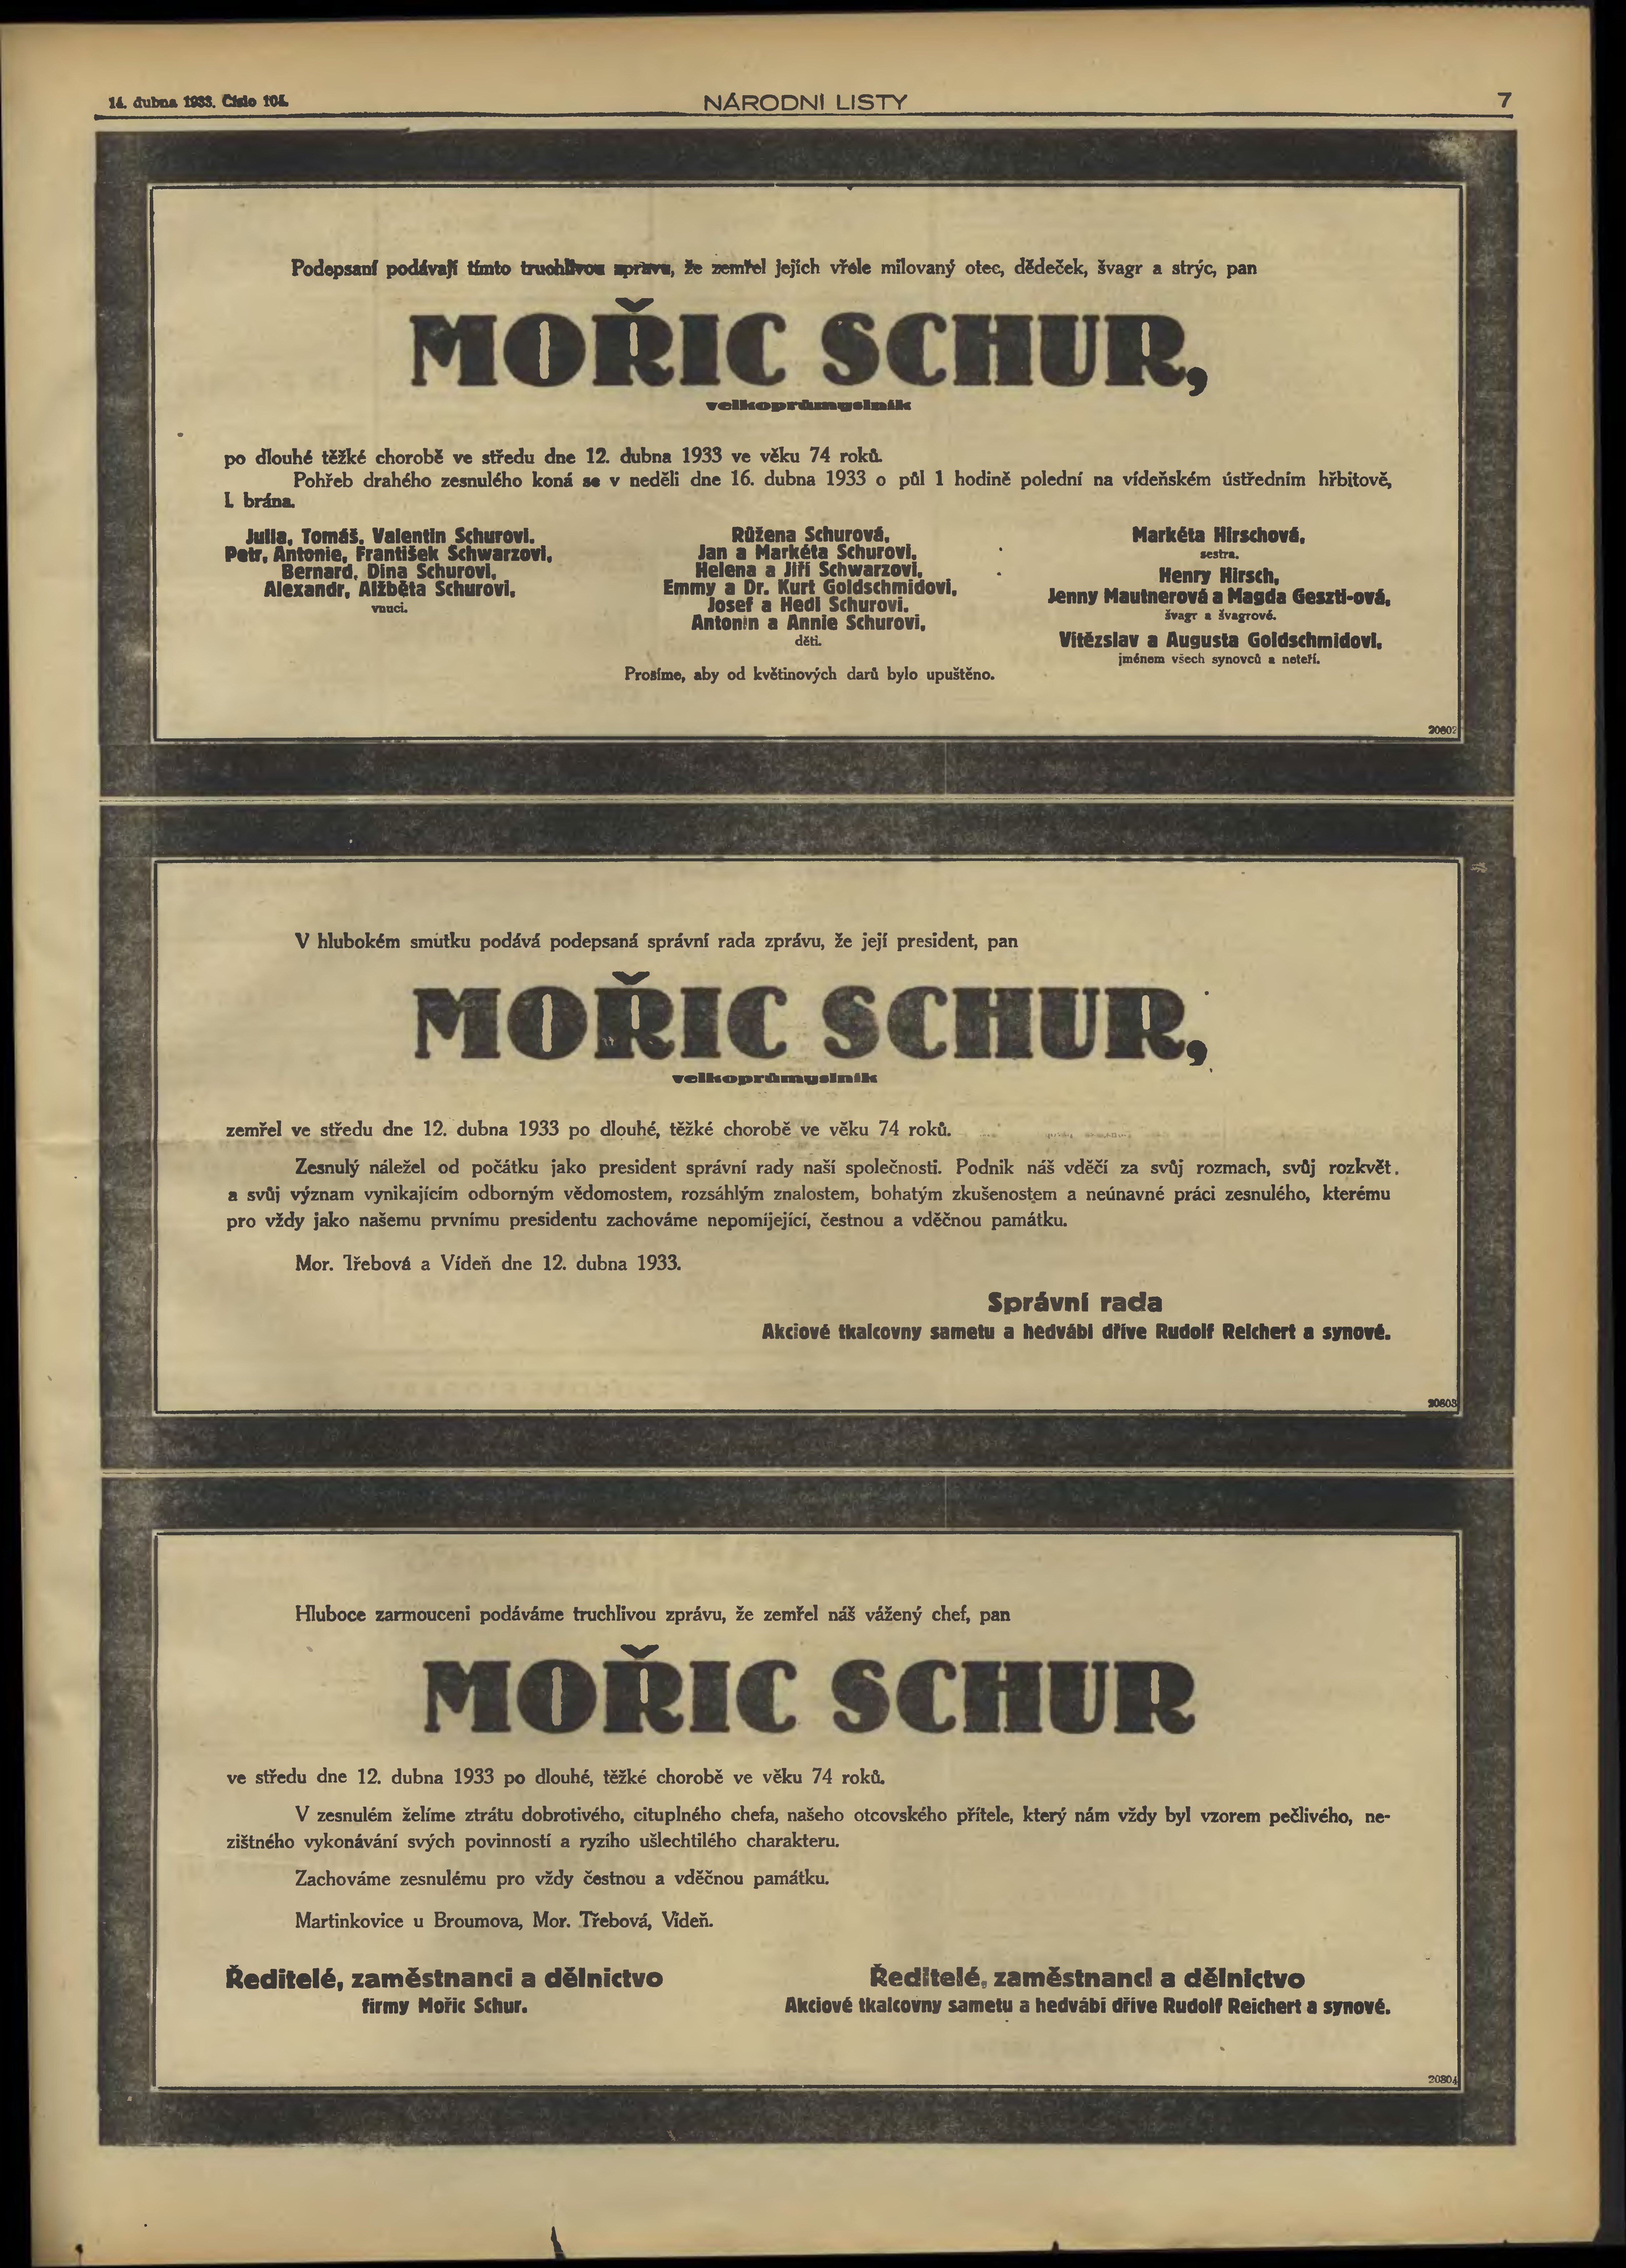 14. dubna 1933. Číslo 104.
NÁRODNÍ LISTY
7
Podepsaní podávají tímto truchlivou zprávu, že zemřel jejich vřele milovaný otec, dědeček, švagr a strýc, pan
MOŘIC SCHUR,
velkoprůmyslník
po dlouhé těžké chorobě ve středu dne 12. dubna 1933 ve věku 74 roků.
Pohřeb drahého zesnulého koná se v neděli dne 16. dubna 1933 o půl 1 hodině polední na vídeňském ústředním hřbitově,
I. brána.
Julia, Tomáš, Valentin Schurovi,
Petr, Antonie, František Schwarzovi,
Bernard, Dina Schurovi,
Alexandr, Alžběta Schurovi,
vnuci.
Růžena Schurová,
Jan a Markéta Schurovi,
Helena a Jiří Schwarzovi,
Emmy a Dr. Kurt Goldschmidovi,
Josef a Hedi Schurovi,
Antonín a Annie Schurovi,
děti.
Markéta Hirschová,
sestra.
Henry Hirsch,
Jenny Mautnerová a Magda Geszti-ová,
švagr a švagrové.
Vítězslav a Augusta Goldschmidovi,
jménem všech synovců a neteří.
Prosíme, aby od květinových darů bylo upuštěno.
20602
V hlubokém smutku podává podepsaná správní rada zprávu, že její president, pan
MOŘIC SCHUR,
velkoprůmyslník
zemřel ve středu dne 12. dubna 1933 po dlouhé, těžké chorobě ve věku 74 roků.
Zesnulý náležel od počátku jako president správní rady naší společnosti. Podnik náš vděčí za svůj rozmach, svůj rozkvět
a svůj význam vynikajícím odborným vědomostem, rozsáhlým znalostem, bohatým zkušenostem a neúnavné práci zesnulého, kterému
pro vždy jako našemu prvnímu presidentu zachováme nepomíjející, čestnou a vděčnou památku.
Mor. Třebová a Vídeň dne 12. dubna 1933.
Správní rada
Akciové tkalcovny sametu a hedvábí dříve Rudolf Reichert a synové.
20603
Hluboce zarmouceni podáváme truchlivou zprávu, že zemřel náš vážený chef, pan
MOŘIC SCHUR
ve středu dne 12. dubna 1933 po dlouhé, těžké chorobě ve věku 74 roků.
V zesnulém želíme ztrátu dobrotivého, cituplného chefa, našeho otcovského přítele, který nám vždy byl vzorem pečlivého, ne-
zištného vykonávání svých povinností a ryzího ušlechtilého charakteru.
Zachováme zesnulému pro vždy čestnou a vděčnou památku.
Martinkovice u Broumova, Mor. Třebová, Vídeň.
Ředitelé, zaměstnanci a dělnictvo
firmy Mořic Schur.
Ředitelé, zaměstnanci a dělnictvo
Akciové tkalcovny sametu a hedvábí dříve Rudolf Reichert a synové.
20804